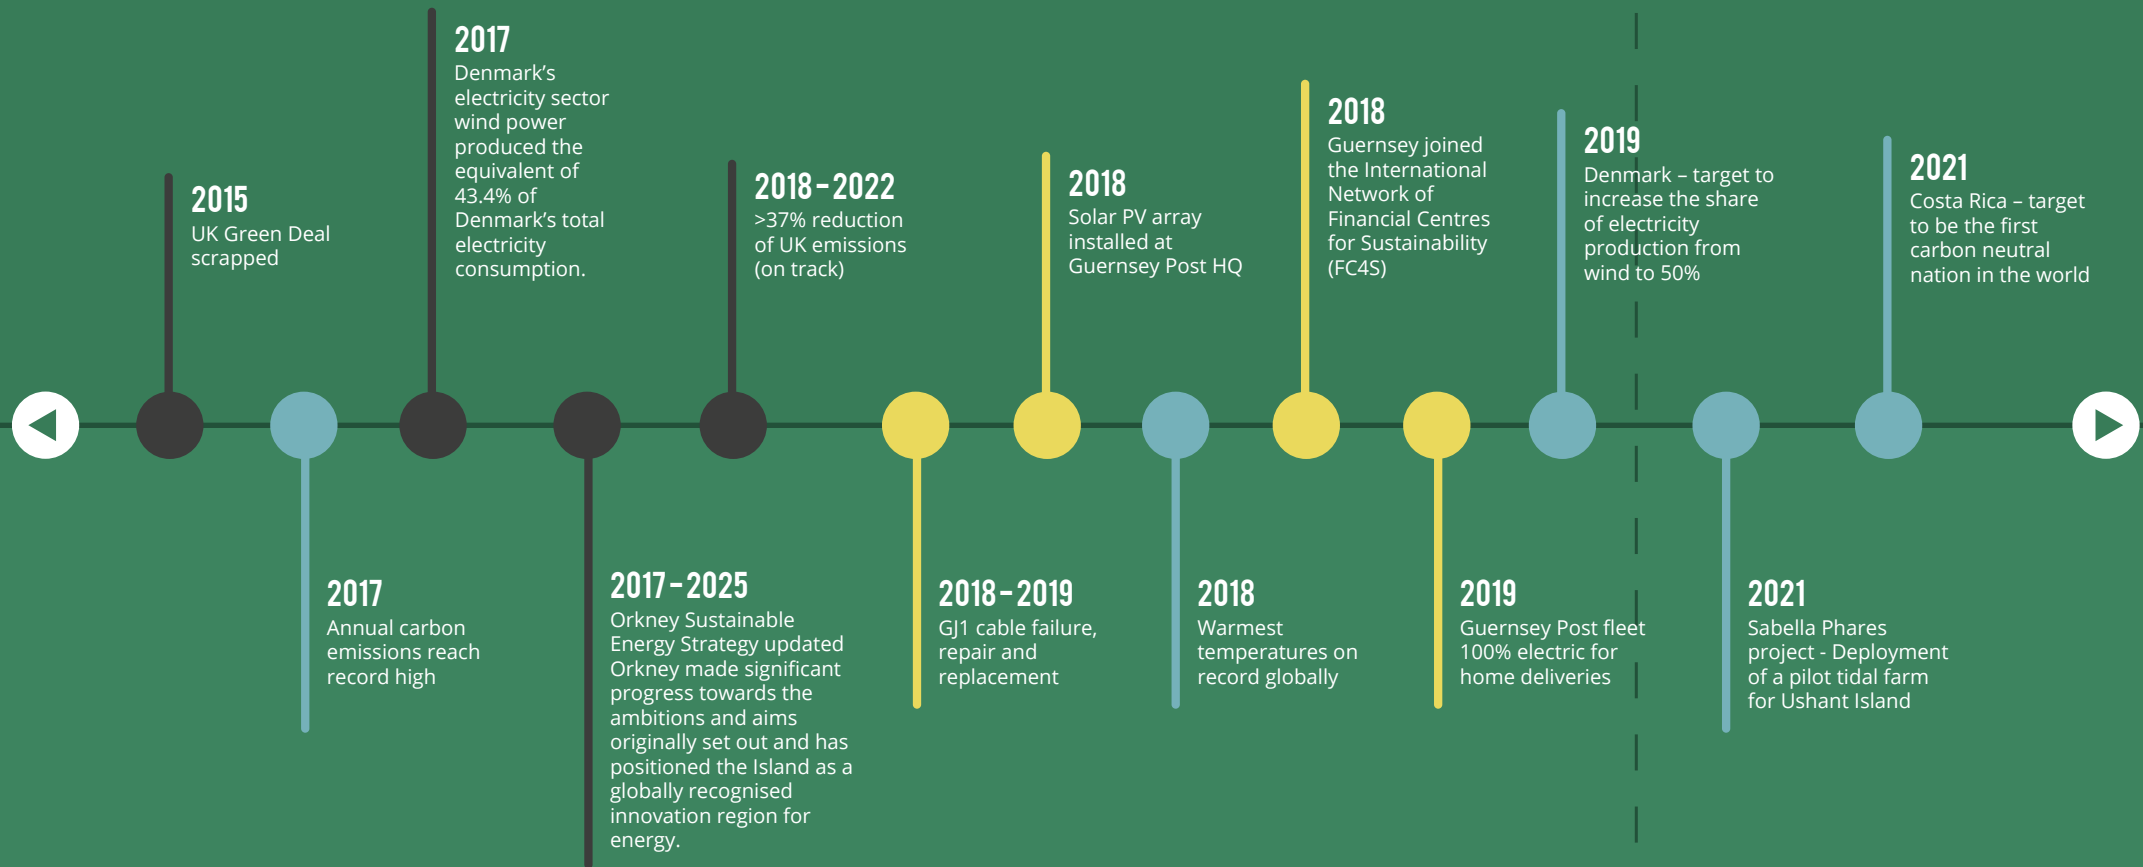 2015
UK Green Deal
scrapped
2017
Annual carbon
emissions reach
record high
2017
Denmark’s
electricity sector
wind power
produced the
equivalent of
43.4% of
Denmark’s total
electricity
consumption.
2017–2025
Orkney Sustainable
Energy Strategy updated
Orkney made significant
progress towards the
ambitions and aims
originally set out and has
positioned the Island as a
globally recognised
innovation region for
energy.
2018–2022
>37% reduction
of UK emissions
(on track)
2018–2019
GJ1 cable failure,
repair and
replacement
2018
Solar PV array
installed at
Guernsey Post HQ
2018
Warmest
temperatures on
record globally
2018
Guernsey joined
the International
Network of
Financial Centres
for Sustainability
(FC4S)
2019
Guernsey Post fleet
100% electric for
home deliveries
2019
Denmark – target to
increase the share
of electricity
production from
wind to 50%
2021
Sabella Phares
project - Deployment
of a pilot tidal farm
for Ushant Island
2021
Costa Rica – target
to be the first
carbon neutral
nation in the world